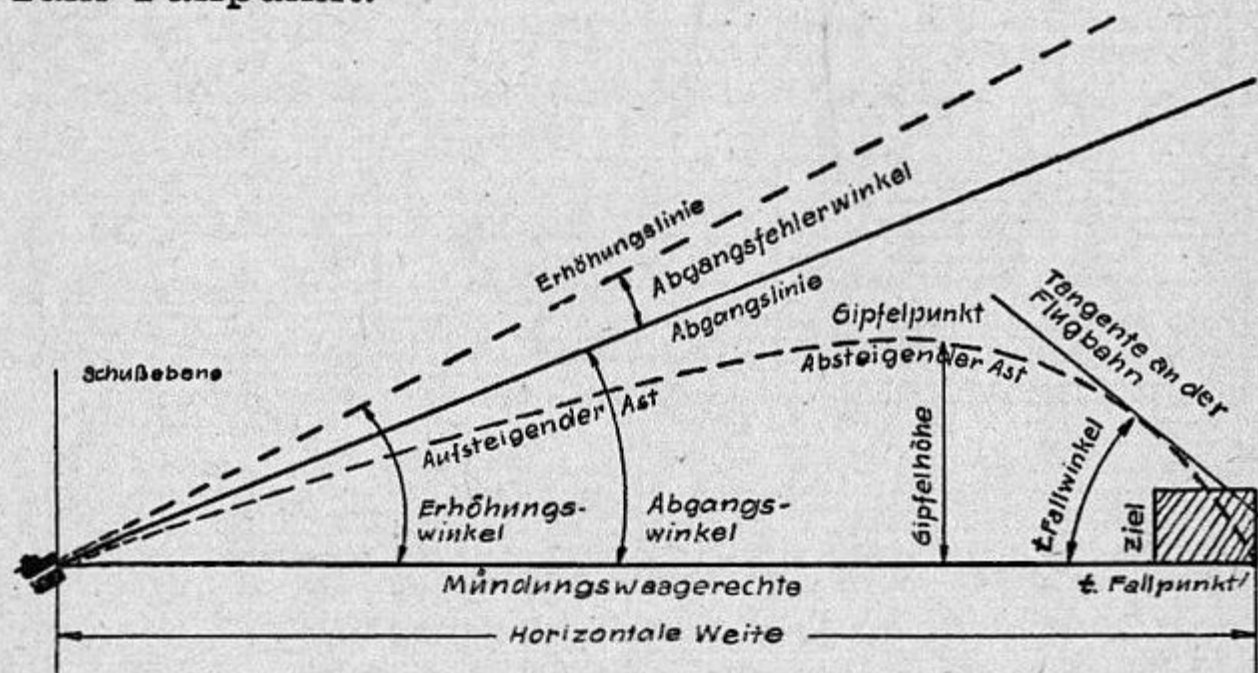 Erhöhungslinie
Abgangsfehlerwinkel
Abgangslinie
Gipfelpunkt
Tangente an der
Flugbahn
Schußebene
Absteigender Ast
Aufsteigender Ast
Gipfelhöhe
t. Fallwinkel
Ziel
Erhöhungs-
winkel
Abgangs-
winkel
Mündungswaagerechte
t. Fallpunkt
Horizontale Weite